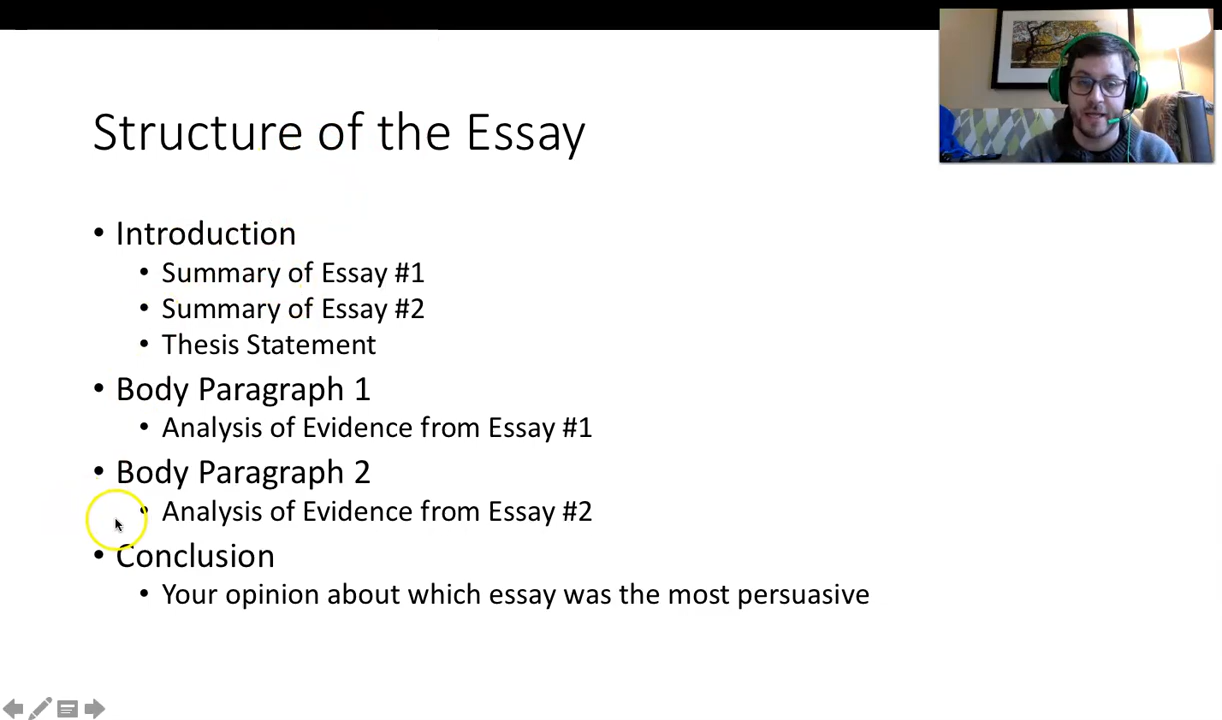 Structure of the Essay
• Introduction
• Summary of Essay #1
• Summary of Essay #2
• Thesis Statement
• Body Paragraph 1
• Analysis of Evidence from Essay #1
• Body Paragraph 2
• Analysis of Evidence from Essay #2
• Conclusion
• Your opinion about which essay was the most persuasive